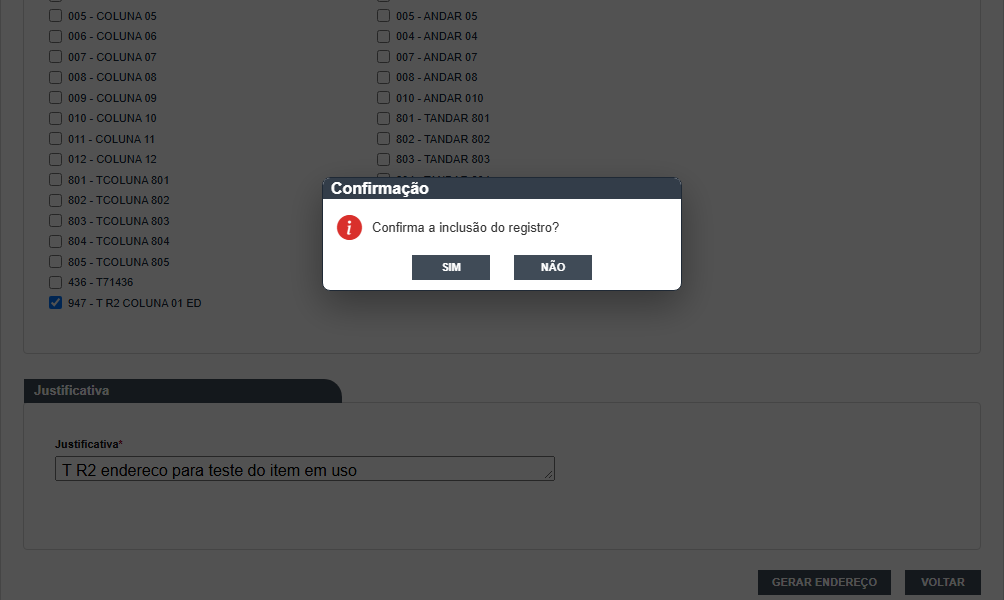 005 - COLUNA 05
006 - COLUNA 06
007 - COLUNA 07
008 - COLUNA 08
009 - COLUNA 09
010 - COLUNA 10
011 - COLUNA 11
012 - COLUNA 12
801 - TCOLUNA 801
802 - TCOLUNA 802
803 - TCOLUNA 803
804 - TCOLUNA 804
805 - TCOLUNA 805
436 - T71436
947 - T R2 COLUNA 01 ED
005 - ANDAR 05
004 - ANDAR 04
007 - ANDAR 07
008 - ANDAR 08
010 - ANDAR 010
801 - TANDAR 801
802 - TANDAR 802
803 - TANDAR 803
Confirmação
Confirma a inclusão do registro?
SIM
NÃO
Justificativa
Justificativa*
T R2 endereco para teste do item em uso
GERAR ENDEREÇO
VOLTAR